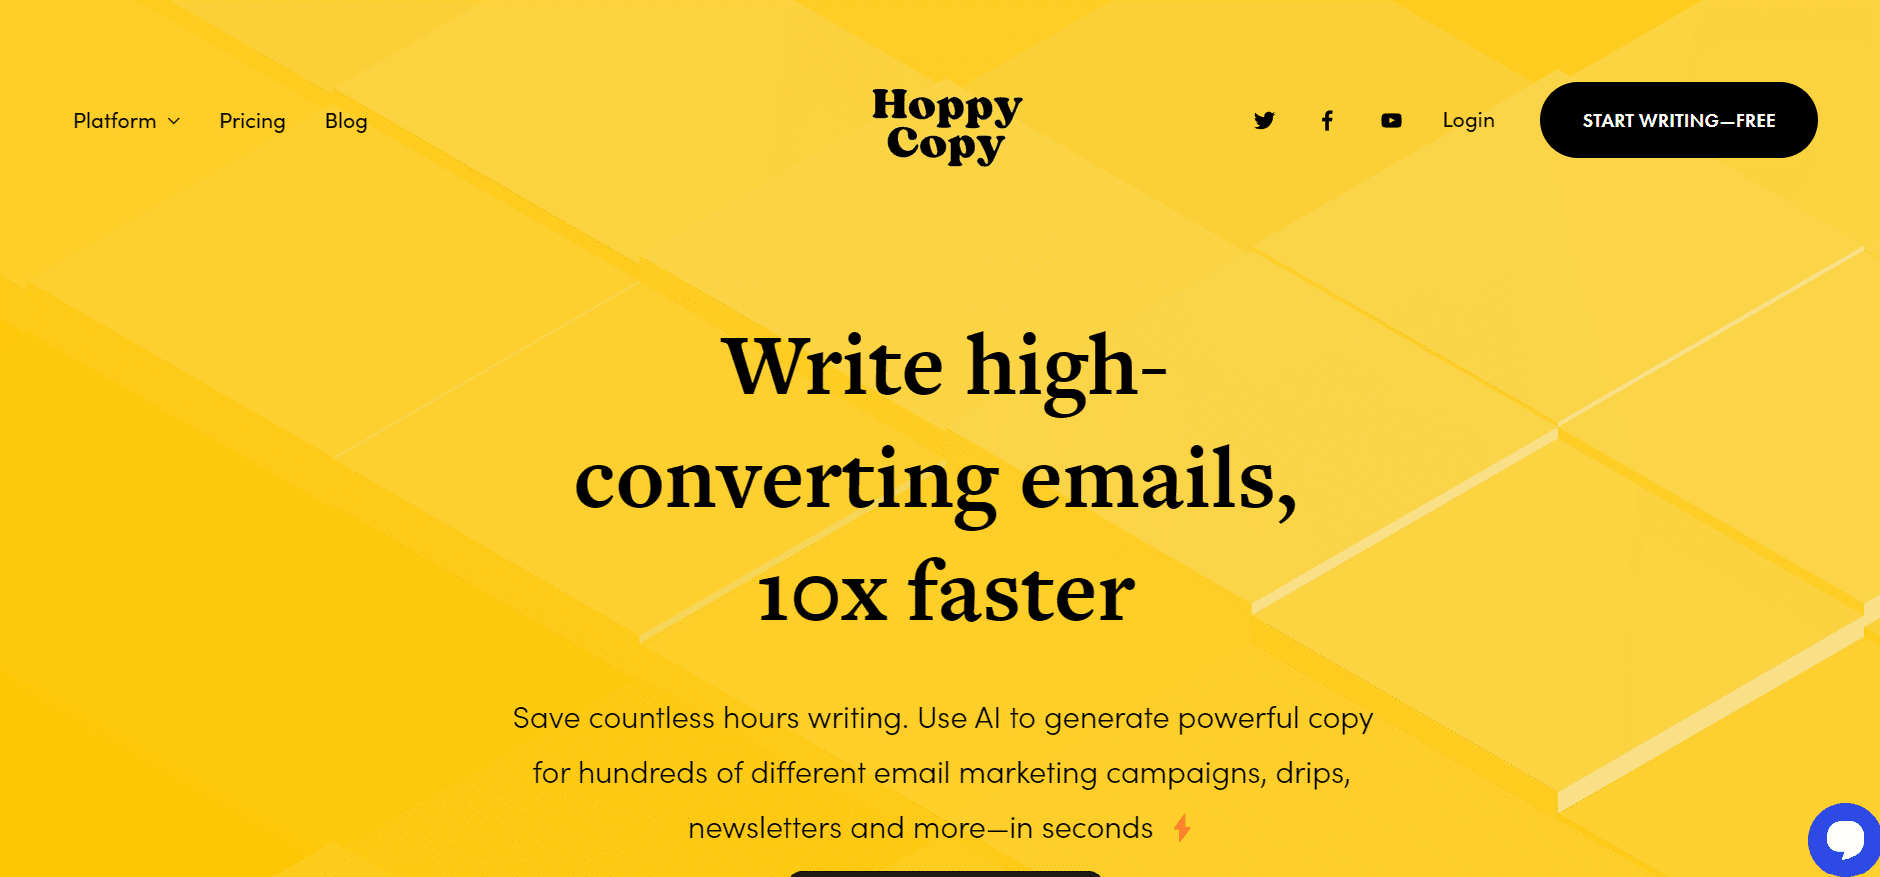 Platform
Pricing
Blog
Hoppy
Copy
Login
START WRITING—FREE
Write high-
converting emails,
10x faster
Save countless hours writing. Use AI to generate powerful copy
for hundreds of different email marketing campaigns, drips,
newsletters and more—in seconds